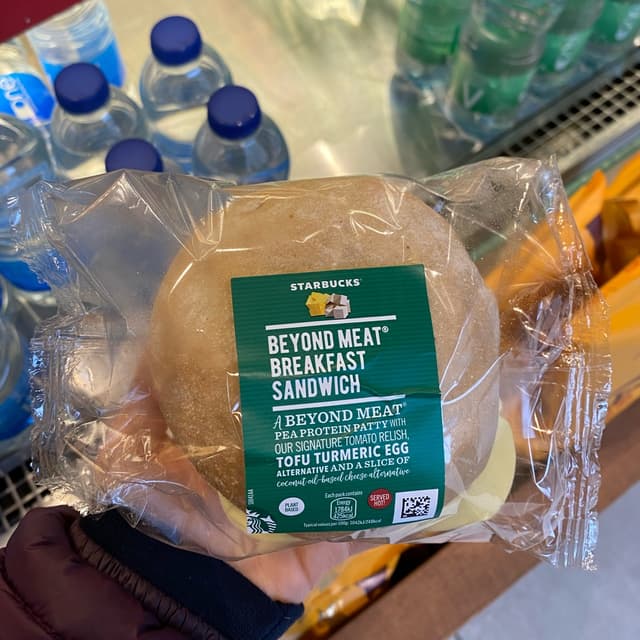 STARBUCKS®
BEYOND MEAT®
BREAKFAST
SANDWICH
A BEYOND MEAT®
PEA PROTEIN PATTY WITH
OUR SIGNATURE TOMATO RELISH,
TOFU TURMERIC EGG
ALTERNATIVE AND A SLICE OF
coconut oil-based cheese alternative
PLANT
BASED
Each pack contains
SERVED
HOT